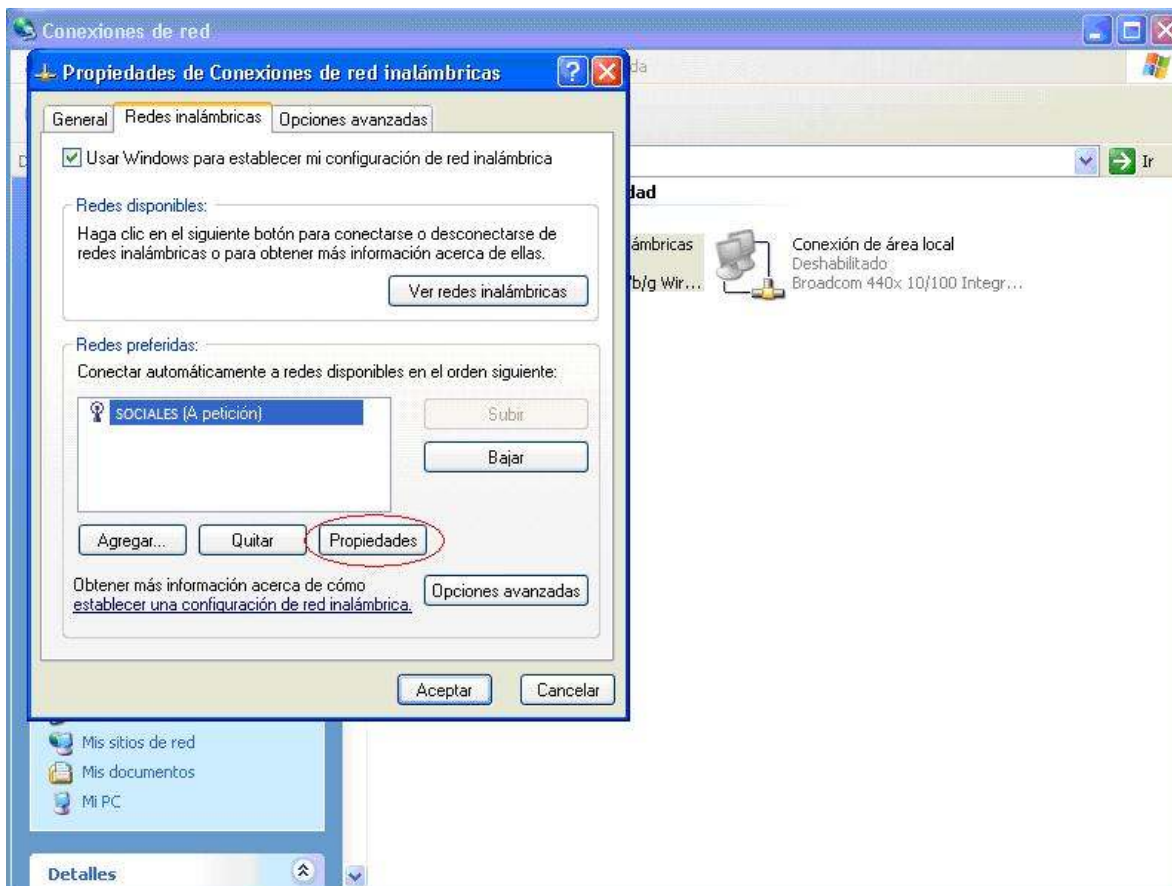 Conexiones de red
Propiedades de Conexiones de red inalámbricas
da
General Redes inalámbricas Opciones avanzadas
Usar Windows para establecer mi configuración de red inalámbrica
Ir
Redes disponibles:
Haga clic en el siguiente botón para conectarse o desconectarse de
redes inalámbricas o para obtener más información acerca de ellas.
Ver redes inalámbricas
Redes preferidas:
Conectar automáticamente a redes disponibles en el orden siguiente:
SOCIALES (A petición)
Subir
Bajar
Agregar... Quitar Propiedades
Obtener más información acerca de cómo
establecer una configuración de red inalámbrica.
Opciones avanzadas
Aceptar Cancelar
dad
ámbricas
'b/g Wir...
Conexión de área local
Deshabilitado
Broadcom 440x 10/100 Integr...
Mis sitios de red
Mis documentos
Mi PC
Detalles